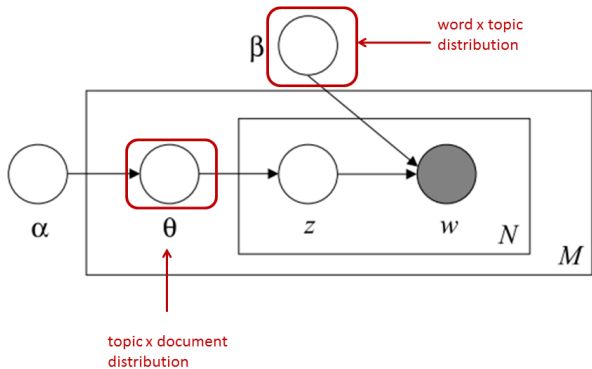 word x topic
distribution
β
α
θ
z
w
N
M
topic x document
distribution